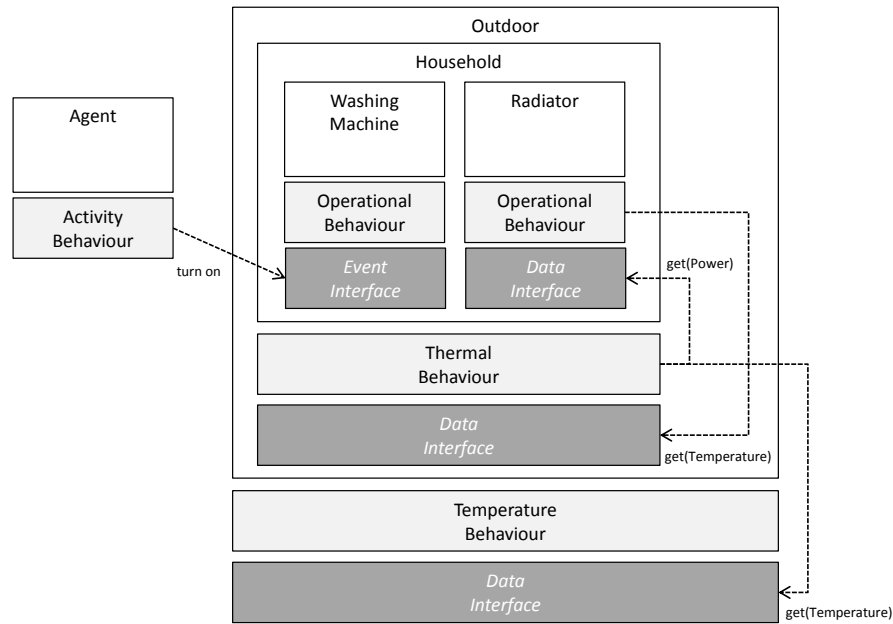 Outdoor
Household
Washing
Machine
Radiator
Agent
Operational
Behaviour
Operational
Behaviour
Activity
Behaviour
turn on
Event
Interface
Data
Interface
get(Power)
Thermal
Behaviour
Data
Interface
get(Temperature)
Temperature
Behaviour
Data
Interface
get(Temperature)